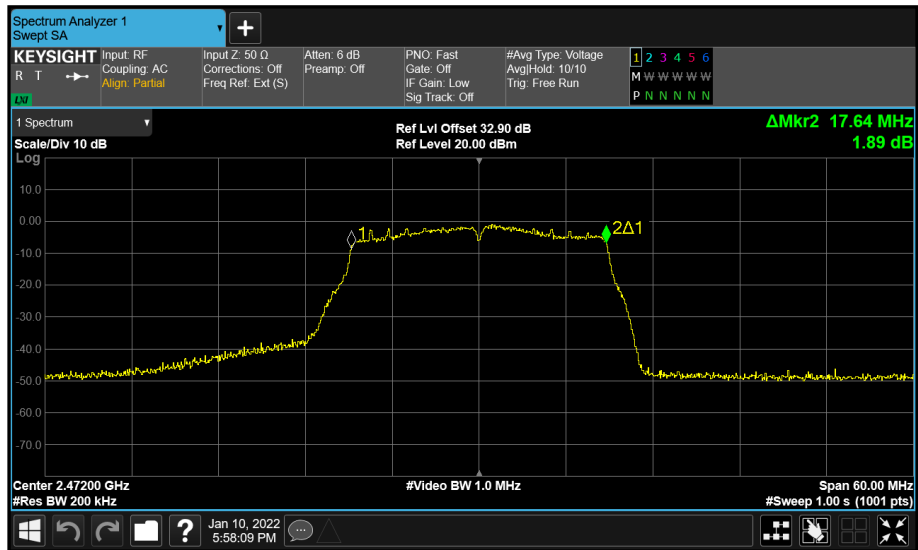 Spectrum Analyzer 1
Swept SA
+
KEYSIGHT Input: RF Input Z: 50 Ω Atten: 6 dB PNO: Fast #Avg Type: Voltage 1 2 3 4 5 6
R T Coupling: AC Corrections: Off Preamp: Off Gate: Off Avg|Hold: 10/10 M W W W W W
Align: Partial Freq Ref: Ext (S) IF Gain: Low Trig: Free Run
LXI Sig Track: Off P N N N N N
1 Spectrum Ref Lvl Offset 32.90 dB ΔMkr2 17.64 MHz
Scale/Div 10 dB Ref Level 20.00 dBm 1.89 dB
Log
10.0
0.00
1 2Δ1
-10.0
-20.0
-30.0
-40.0
-50.0
-60.0
-70.0
Center 2.47200 GHz #Video BW 1.0 MHz Span 60.00 MHz
#Res BW 200 kHz #Sweep 1.00 s (1001 pts)
? Jan 10, 2022
5:58:09 PM